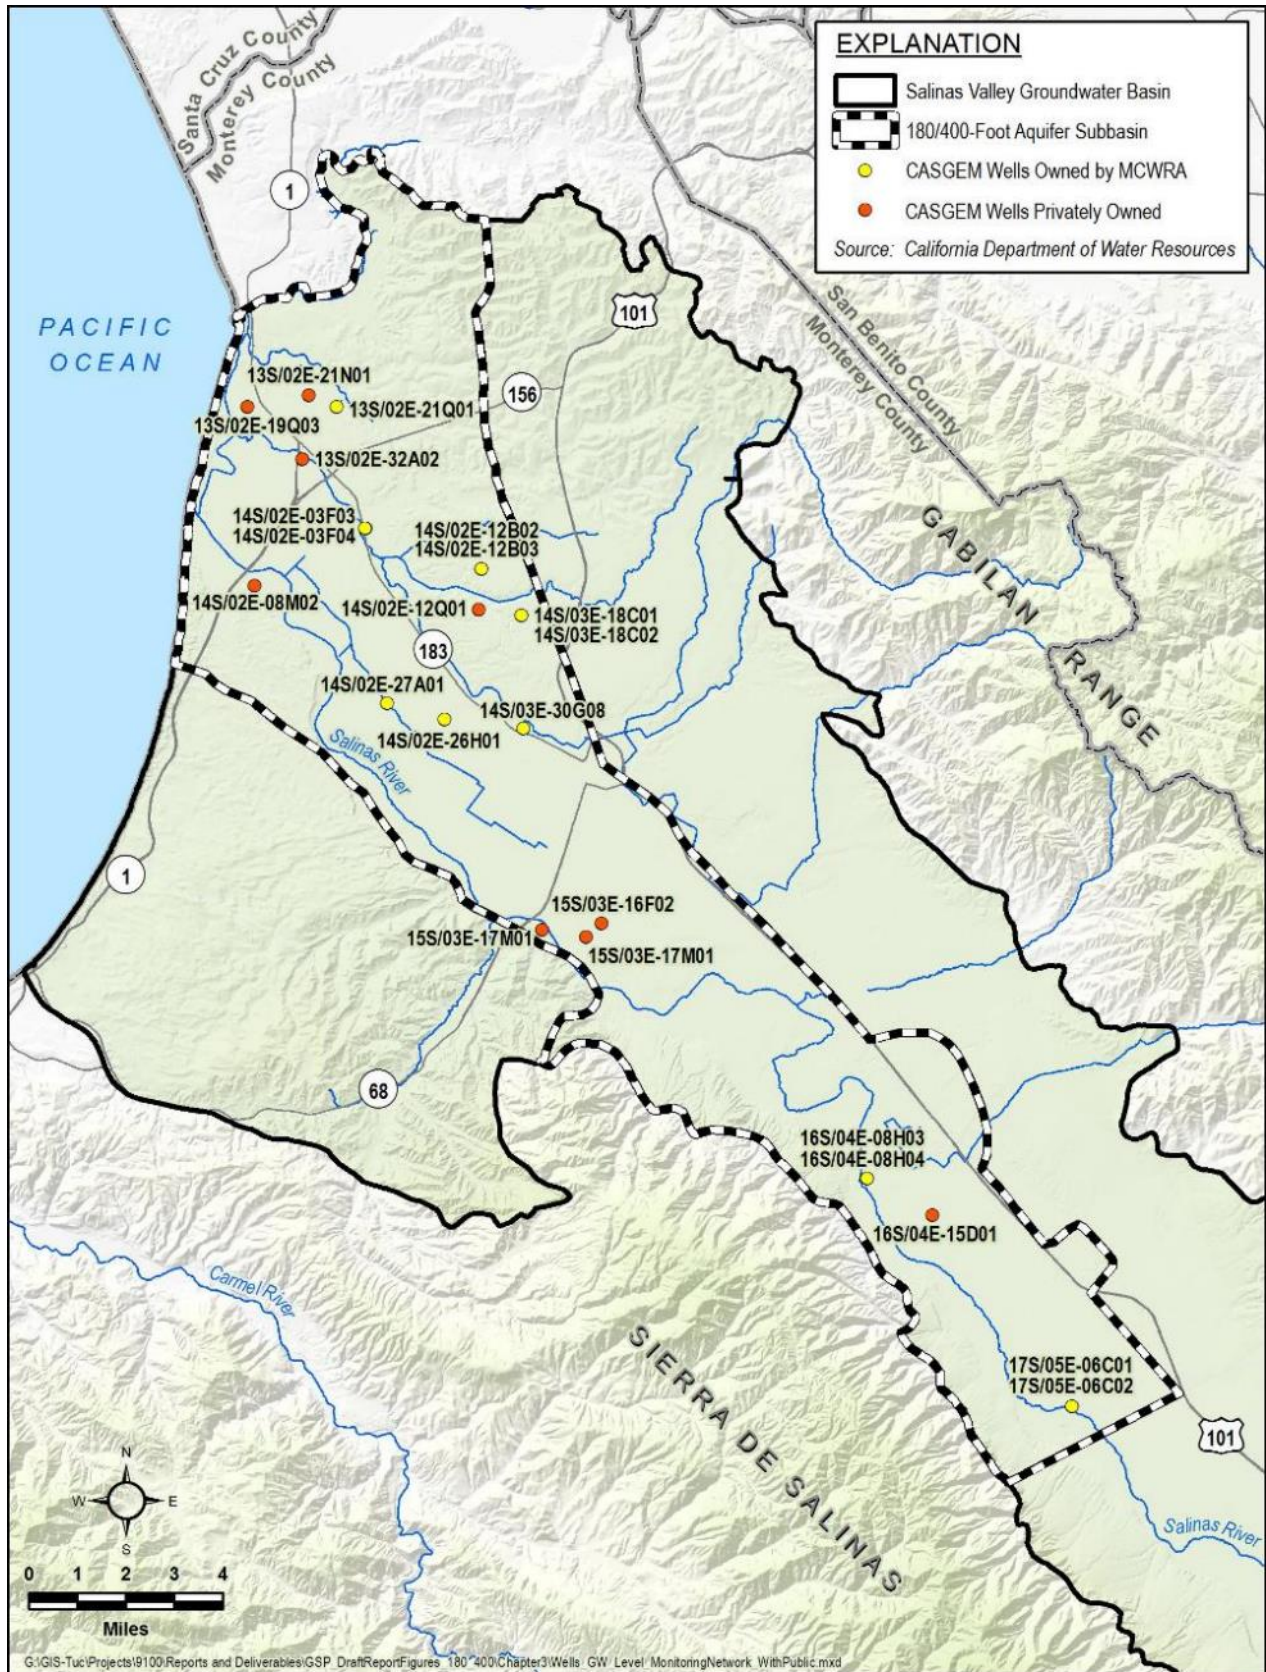 EXPLANATION
Salinas Valley Groundwater Basin
180/400-Foot Aquifer Subbasin
CASGEM Wells Owned by MCWRA
CASGEM Wells Privately Owned
Source: California Department of Water Resources
Santa Cruz County
Monterey County
1
San Benito County
Monterey County
101
PACIFIC
OCEAN
156
13S/02E-21N01
13S/02E-21Q01
13S/02E-19Q03
13S/02E-32A02
14S/02E-03F03
14S/02E-03F04
14S/02E-12B02
14S/02E-12B03
GABILAN
RANGE
14S/02E-08M02
14S/02E-12Q01
14S/03E-18C01
14S/03E-18C02
183
14S/02E-27A01
14S/03E-30G08
14S/02E-26H01
Salinas River
1
15S/03E-16F02
15S/03E-17M01
15S/03E-17M01
68
16S/04E-08H03
16S/04E-08H04
16S/04E-15D01
Carmel River
SIERRA DE SALINAS
17S/05E-06C01
17S/05E-06C02
101
Salinas River
N
W
E
S
0 1 2 3 4
Miles
G:\GIS-Tuc\Projects\9100\Reports and Deliverables\GSP_DraftReportFigures_180_400\Chapter3\Wells_GW_Level_MonitoringNetwork_WithPublic.mxd